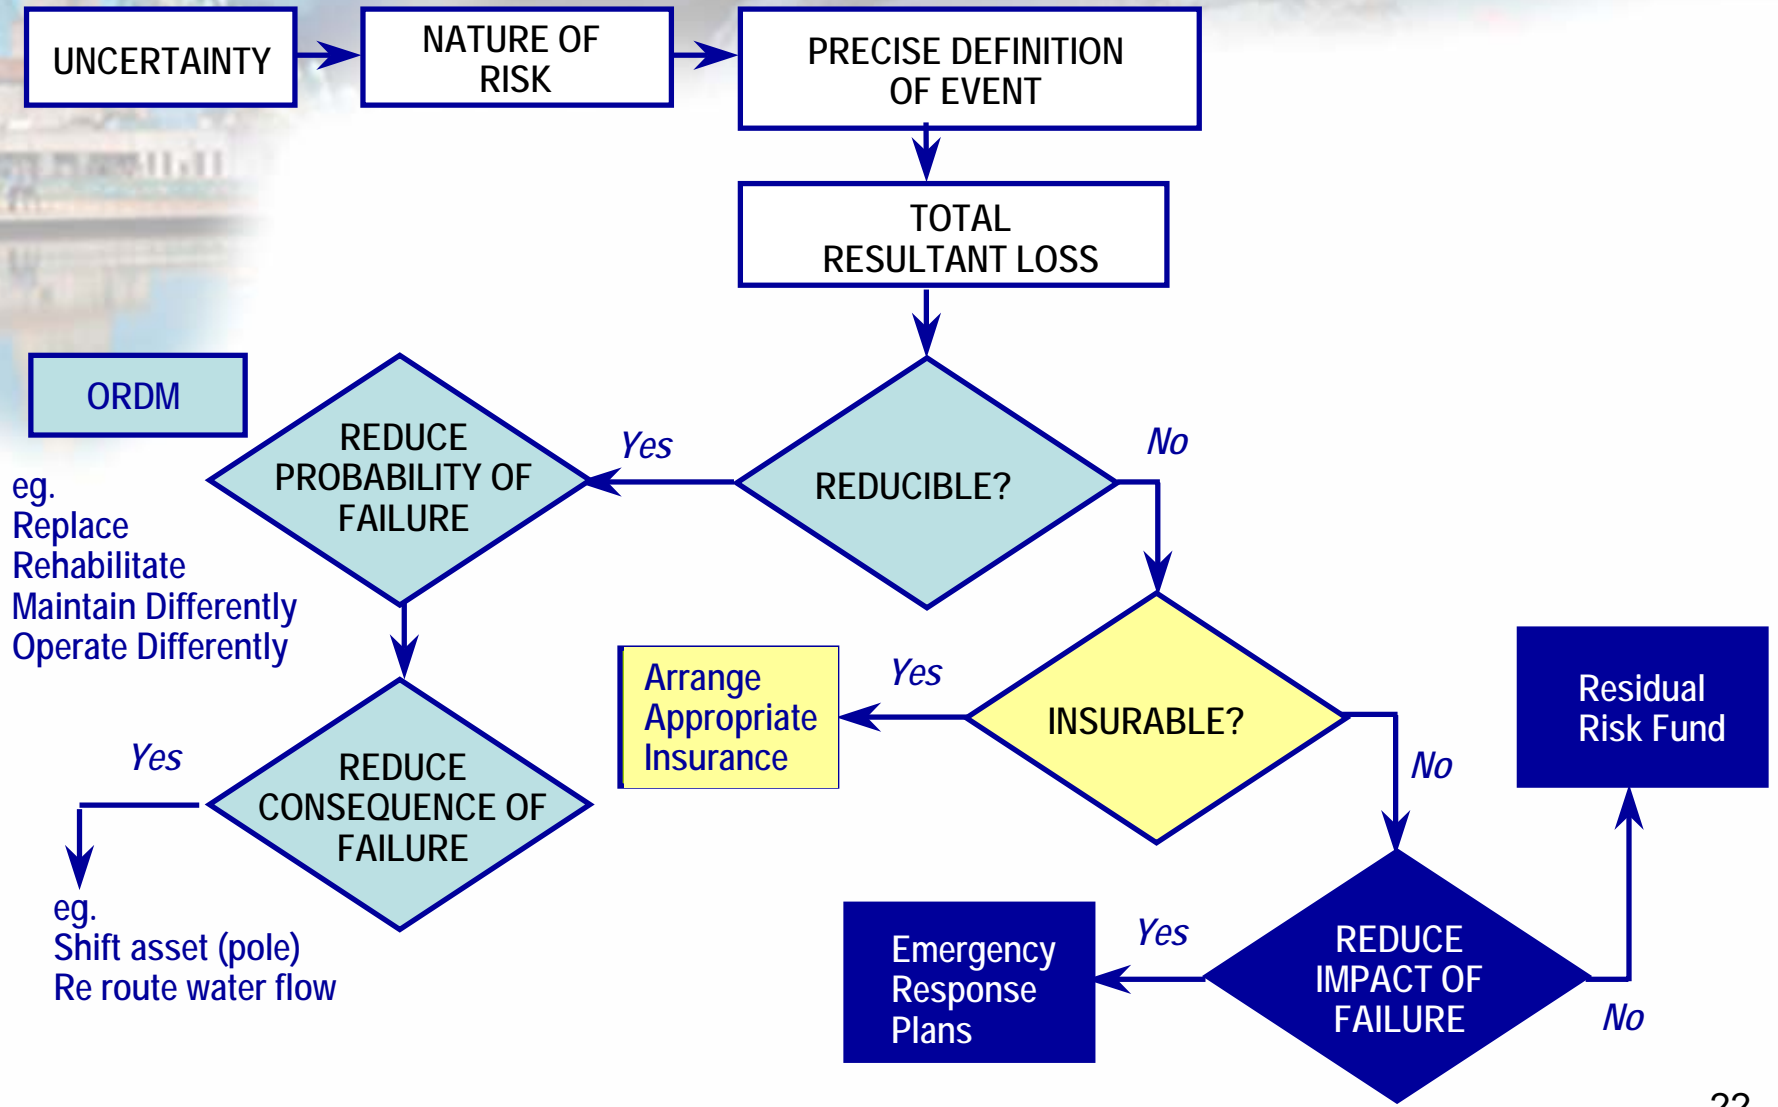 UNCERTAINTY
NATURE OF
RISK
PRECISE DEFINITION
OF EVENT
TOTAL
RESULTANT LOSS
ORDM
REDUCE
PROBABILITY OF
FAILURE
Yes
REDUCIBLE?
No
eg.
Replace
Rehabilitate
Maintain Differently
Operate Differently
Arrange
Appropriate
Insurance
Yes
INSURABLE?
No
Residual
Risk Fund
Yes
REDUCE
CONSEQUENCE OF
FAILURE
eg.
Shift asset (pole)
Re route water flow
Emergency
Response
Plans
Yes
REDUCE
IMPACT OF
FAILURE
No